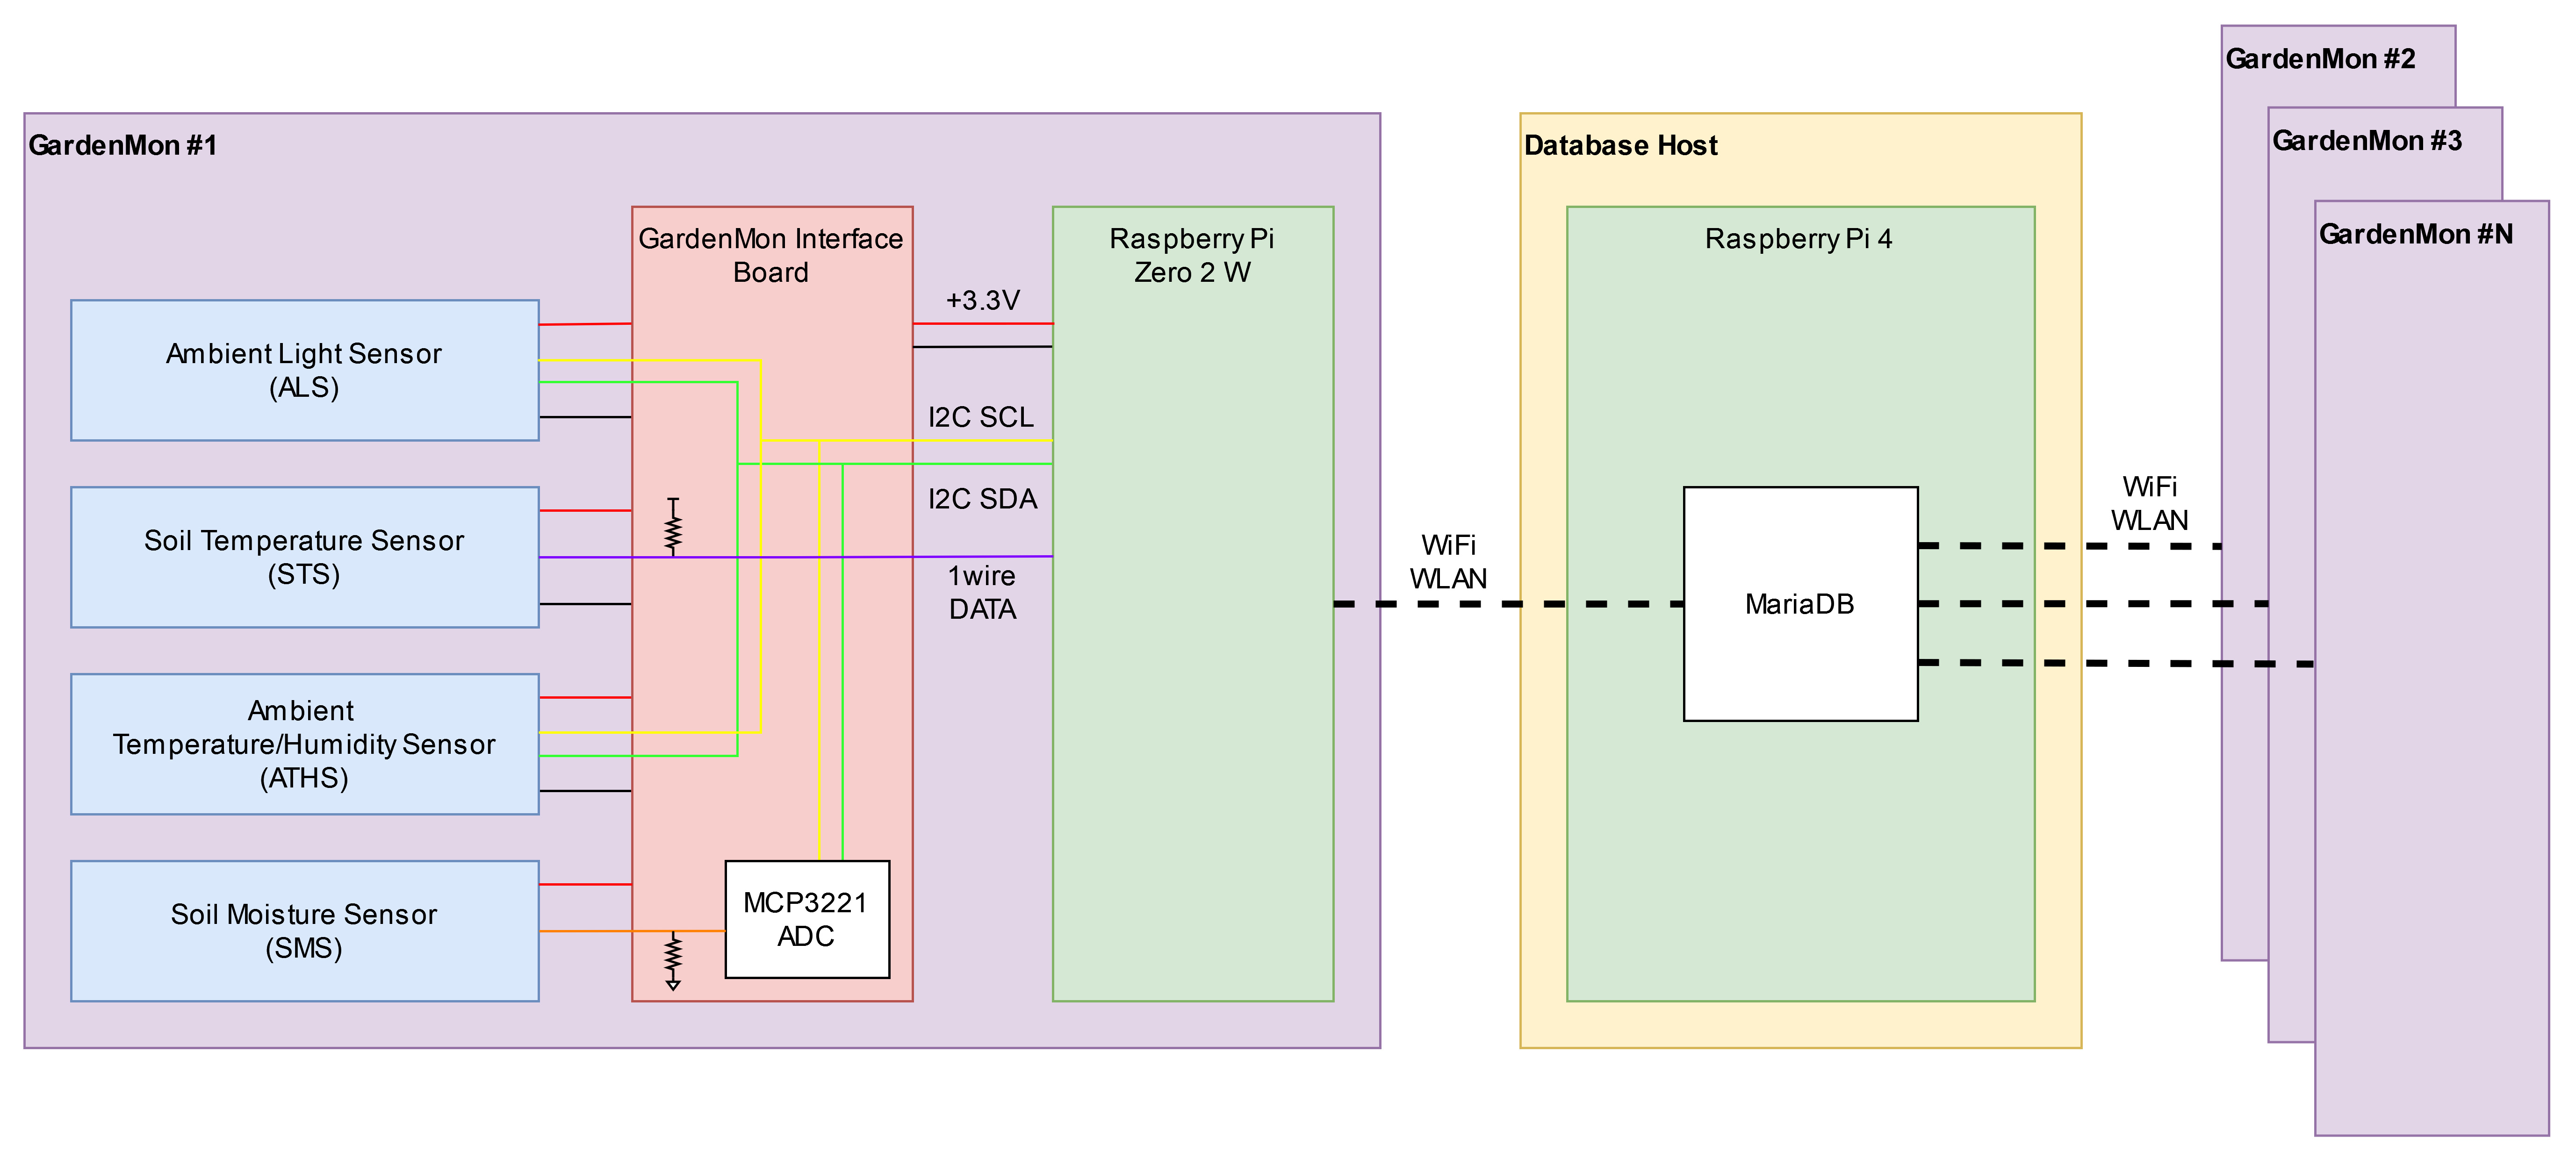 GardenMon #1
GardenMon Interface
Board
Raspberry Pi
Zero 2 W
Ambient Light Sensor
(ALS)
Soil Temperature Sensor
(STS)
Ambient
Temperature/Humidity Sensor
(ATHS)
Soil Moisture Sensor
(SMS)
MCP3221
ADC
+3.3V
I2C SCL
I2C SDA
1wire
DATA
WiFi
WLAN
Database Host
Raspberry Pi 4
MariaDB
WiFi
WLAN
GardenMon #2
GardenMon #3
GardenMon #N